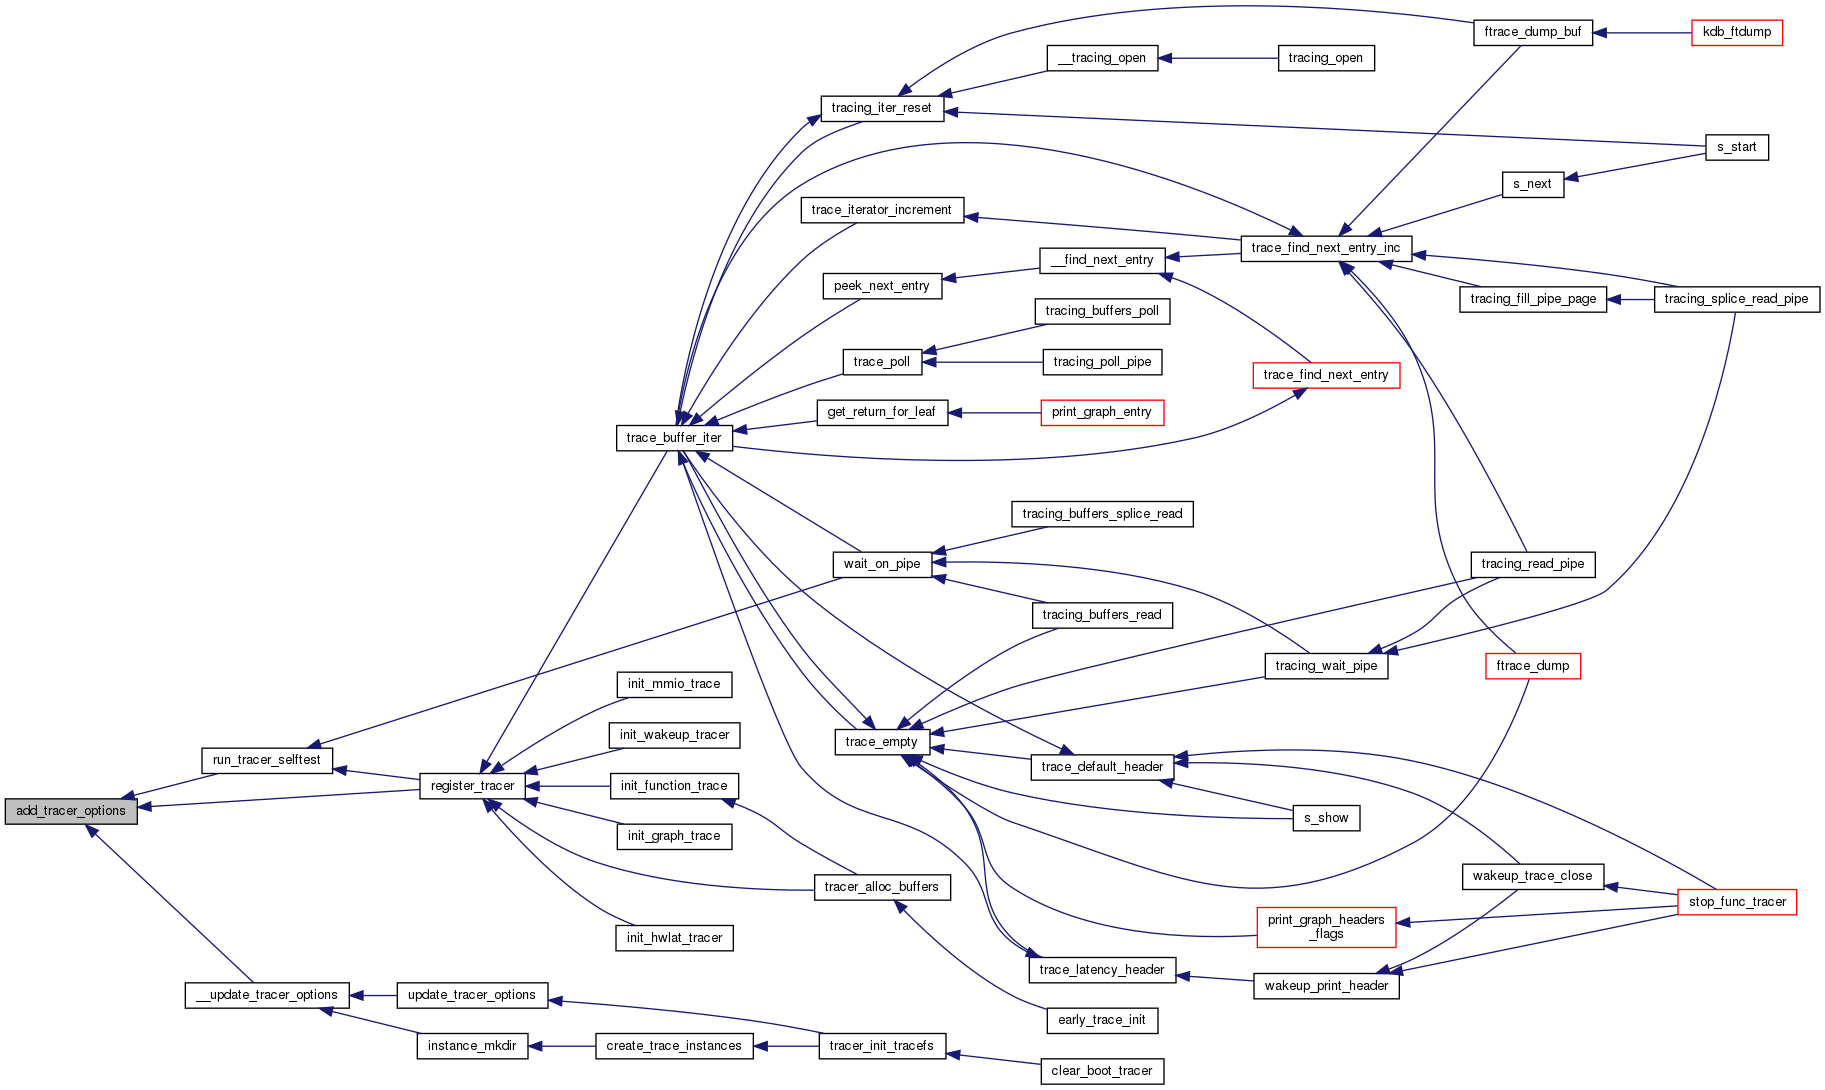 ftrace_dump_buf
kdb_ftdump
__tracing_open
tracing_open
tracing_iter_reset
s_start
s_next
trace_iterator_increment
trace_find_next_entry_inc
__find_next_entry
peek_next_entry
tracing_fill_pipe_page
tracing_splice_read_pipe
tracing_buffers_poll
trace_poll
tracing_poll_pipe
trace_find_next_entry
get_return_for_leaf
print_graph_entry
trace_buffer_iter
tracing_buffers_splice_read
wait_on_pipe
tracing_read_pipe
tracing_buffers_read
tracing_wait_pipe
ftrace_dump
init_mmio_trace
init_wakeup_tracer
trace_empty
run_tracer_selftest
trace_default_header
register_tracer
init_function_trace
add_tracer_options
s_show
init_graph_trace
wakeup_trace_close
tracer_alloc_buffers
stop_func_tracer
print_graph_headers
_flags
init_hwlat_tracer
trace_latency_header
wakeup_print_header
__update_tracer_options
update_tracer_options
early_trace_init
instance_mkdir
create_trace_instances
tracer_init_tracefs
clear_boot_tracer